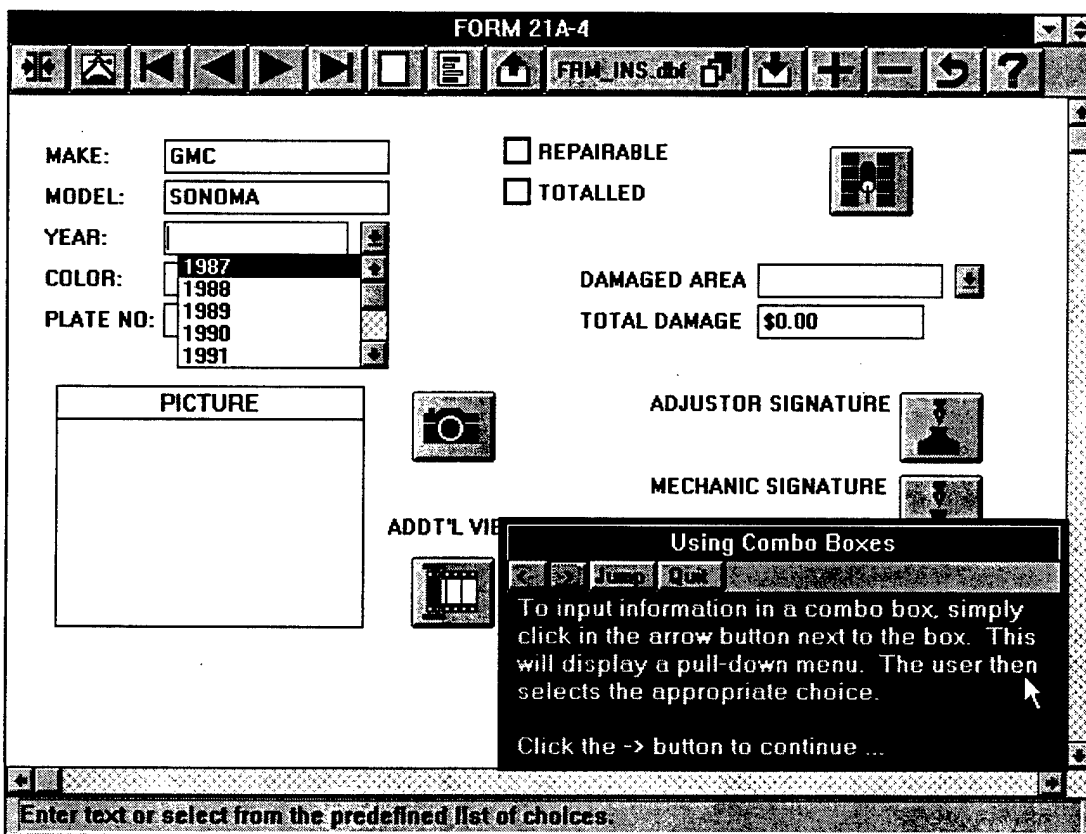 FORM 21A-4
FRM_INS.dbf
?
MAKE: GMC
REPAIRABLE
MODEL: SONOMA
TOTALLED
YEAR:
1987
1988
1989
1990
1991
COLOR:
PLATE NO:
DAMAGED AREA
TOTAL DAMAGE $0.00
PICTURE
ADJUSTOR SIGNATURE
MECHANIC SIGNATURE
ADDT'L VIE
Using Combo Boxes
<- >> Jump Quit
To input information in a combo box, simply
click in the arrow button next to the box. This
will display a pull-down menu. The user then
selects the appropriate choice.
Click the -> button to continue ...
Enter text or select from the predefined list of choices.